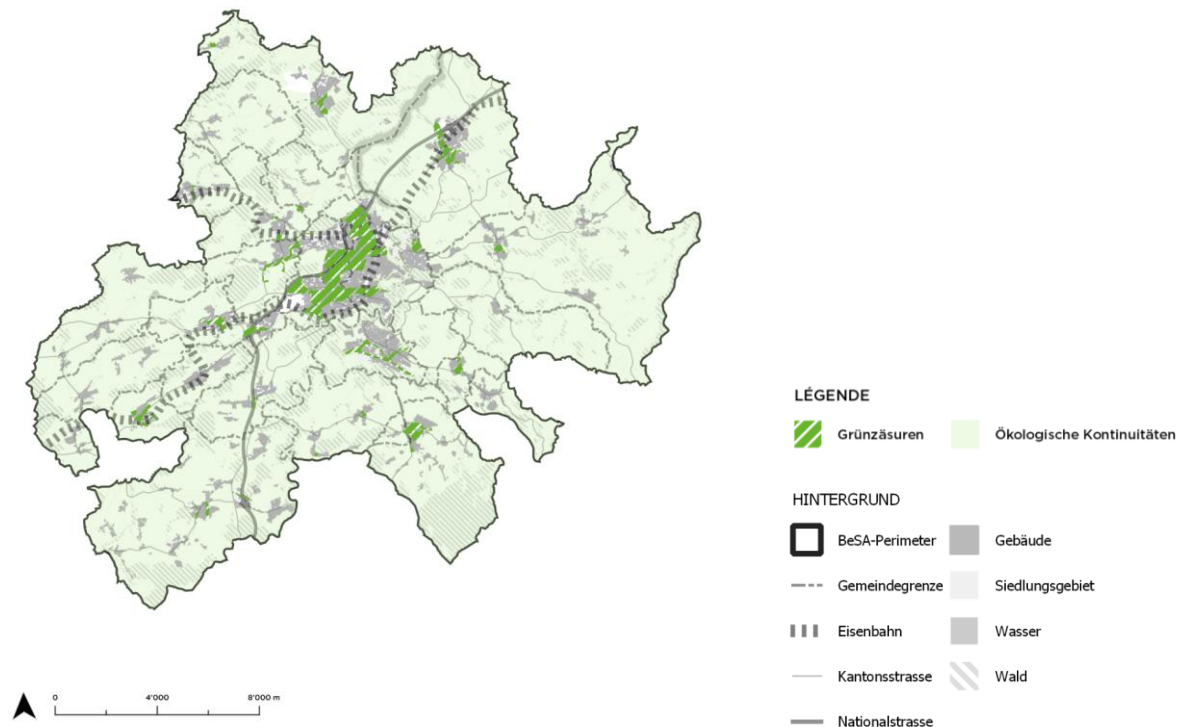 LÉGENDE
Grünzäsuren
Ökologische Kontinuitäten
HINTERGRUND
BeSA-Perimeter
Gebäude
Gemeindegrenze
Siedlungsgebiet
Eisenbahn
Wasser
Kantonsstrasse
Wald
Nationalstrasse
0 4'000 8'000 m